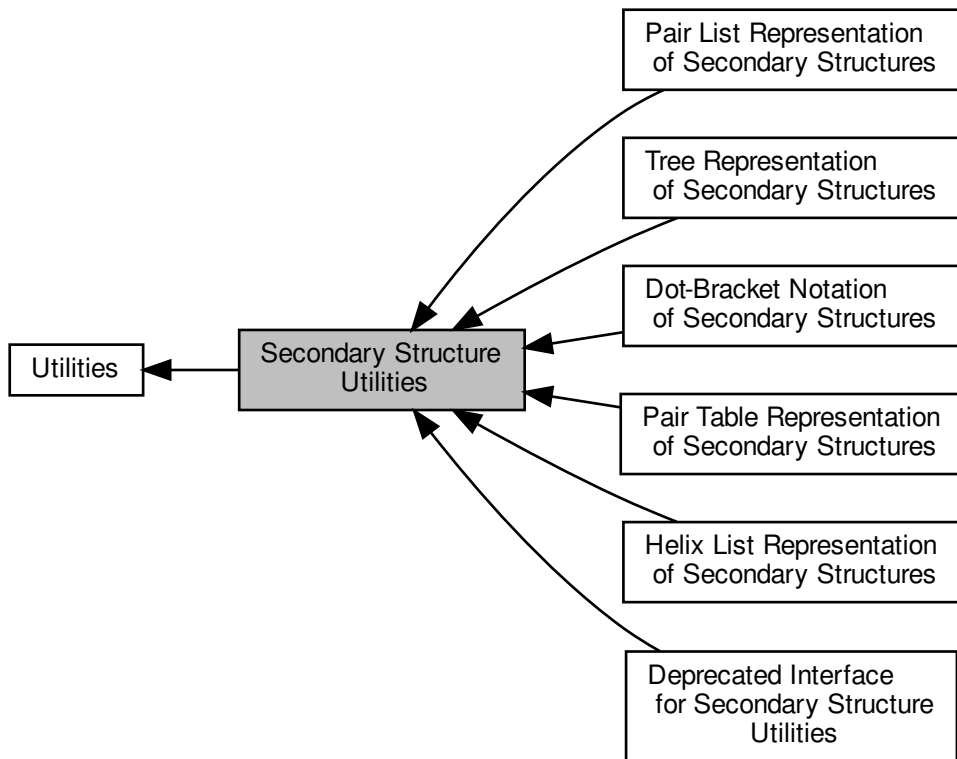 Pair List Representation
of Secondary Structures
Tree Representation
of Secondary Structures
Dot-Bracket Notation
of Secondary Structures
Utilities
Secondary Structure
Utilities
Pair Table Representation
of Secondary Structures
Helix List Representation
of Secondary Structures
Deprecated Interface
for Secondary Structure
Utilities